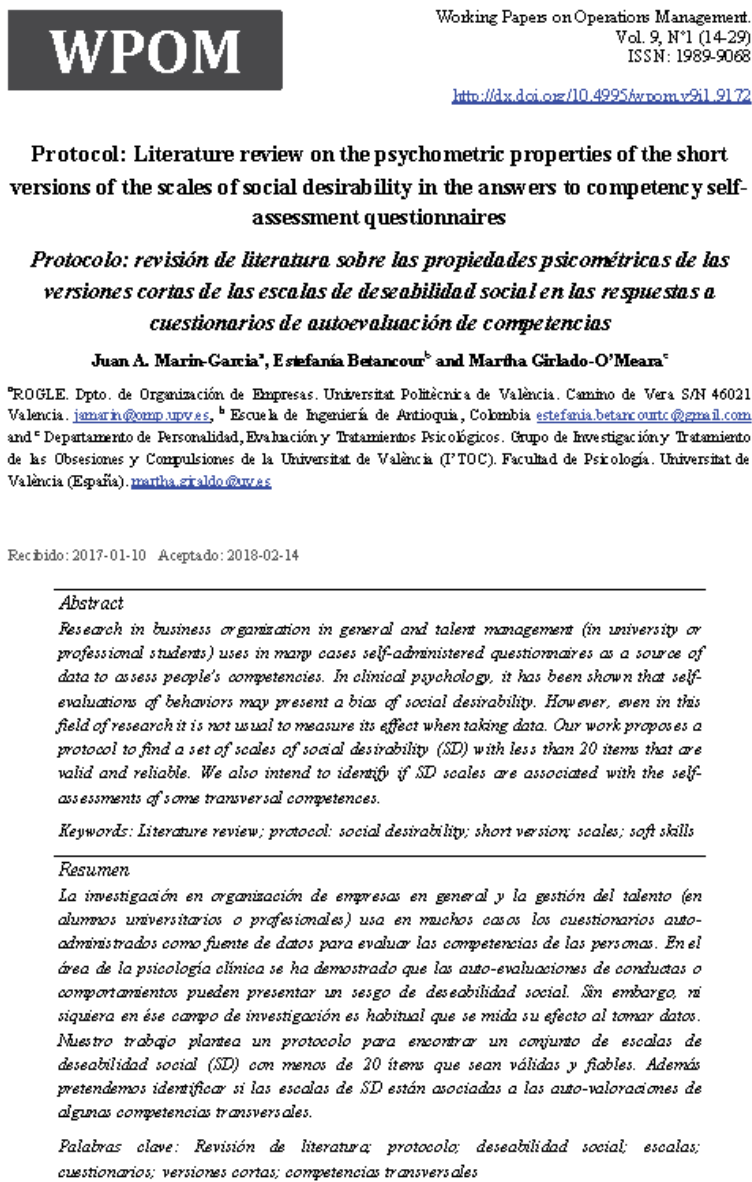 WPOM
Working Papers on Operations Management.
Vol. 9, Nº1 (14-29)
ISSN: 1989-9068
http://dx.doi.org/10.4995/wpom.v9i1.9172
Protocol: Literature review on the psychometric properties of the short
versions of the scales of social desirability in the answers to competency self-
assessment questionnaires
Protocolo: revisión de literatura sobre las propiedades psicométricas de las
versiones cortas de las escalas de deseabilidad social en las respuestas a
cuestionarios de autoevaluación de competencias
Juan A. Marin-Garcia^a, Estefanía Betancour^b and Martha Girlado-O'Meara^c
^aROGLE. Dpto. de Organización de Empresas. Universitat Politècnica de València. Camino de Vera S/N 46021
Valencia. jamarin@omp.upv.es, ^b Escuela de Ingeniería de Antioquia, Colombia estefania.betancourtc@gmail.com
and ^c Departamento de Personalidad, Evaluación y Tratamientos Psicológicos. Grupo de Investigación y Tratamiento
de las Obsesiones y Compulsiones de la Universitat de València (I'TOC). Facultad de Psicología. Universitat de
València (España). martha.giraldo@uv.es
Recibido: 2017-01-10 Aceptado: 2018-02-14
Abstract
Research in business organization in general and talent management (in university or
professional students) uses in many cases self-administered questionnaires as a source of
data to assess people's competencies. In clinical psychology, it has been shown that self-
evaluations of behaviors may present a bias of social desirability. However, even in this
field of research it is not usual to measure its effect when taking data. Our work proposes a
protocol to find a set of scales of social desirability (SD) with less than 20 items that are
valid and reliable. We also intend to identify if SD scales are associated with the self-
assessments of some transversal competences.
Keywords: Literature review; protocol: social desirability; short version; scales; soft skills
Resumen
La investigación en organización de empresas en general y la gestión del talento (en
alumnos universitarios o profesionales) usa en muchos casos los cuestionarios auto-
administrados como fuente de datos para evaluar las competencias de las personas. En el
área de la psicología clínica se ha demostrado que las auto-evaluaciones de conductas o
comportamientos pueden presentar un sesgo de deseabilidad social. Sin embargo, ni
siquiera en ése campo de investigación es habitual que se mida su efecto al tomar datos.
Nuestro trabajo plantea un protocolo para encontrar un conjunto de escalas de
deseabilidad social (SD) con menos de 20 ítems que sean válidas y fiables. Además
pretendemos identificar si las escalas de SD están asociadas a las auto-valoraciones de
algunas competencias transversales.
Palabras clave: Revisión de literatura; protocolo; deseabilidad social; escalas;
cuestionarios; versiones cortas; competencias transversales